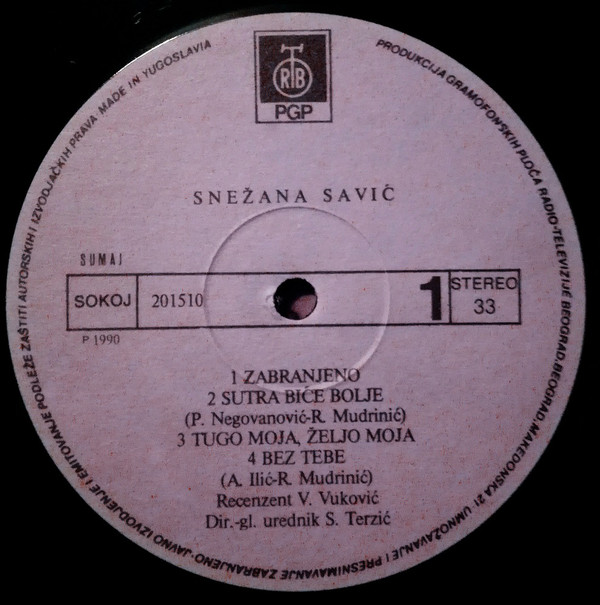 PRODUKCIJA GRAMOFONSKIH PLOČA RADIO-TELEVIZIJE BEOGRAD, BEOGRAD, MAKEDONSKA 21 UMNOŽAVANJE I PRESNIMAVANJE ZABRANJENO-JAVNO IZVODJENJE I EMITOVANJE PODLEŽE ZAŠTITI AUTORSKIH I IZVODJAČKIH PRAVA MADE IN YUGOSLAVIA
RTB
PGP
SNEŽANA SAVIĆ
SUMAJ
SOKOJ 201510 1 STEREO 33
P 1990
1 ZABRANJENO
2 SUTRA BIĆE BOLJE
(P. Negovanović-R. Mudrinić)
3 TUGO MOJA, ŽELJO MOJA
4 BEZ TEBE
(A. Ilić-R. Mudrinić)
Recenzent V. Vuković
Dir.-gl. urednik S. Terzić